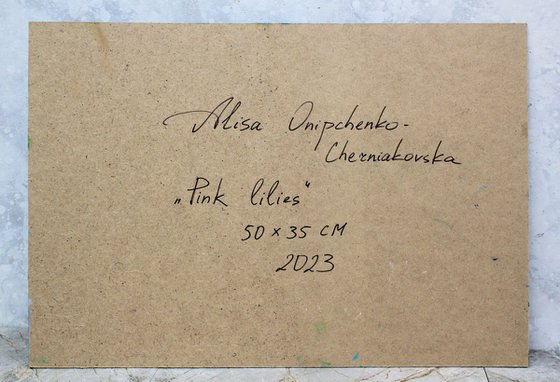 Alisa Onipchenko-
Cherniakovska
„Pink lilies"
50 x 35 CM
2023